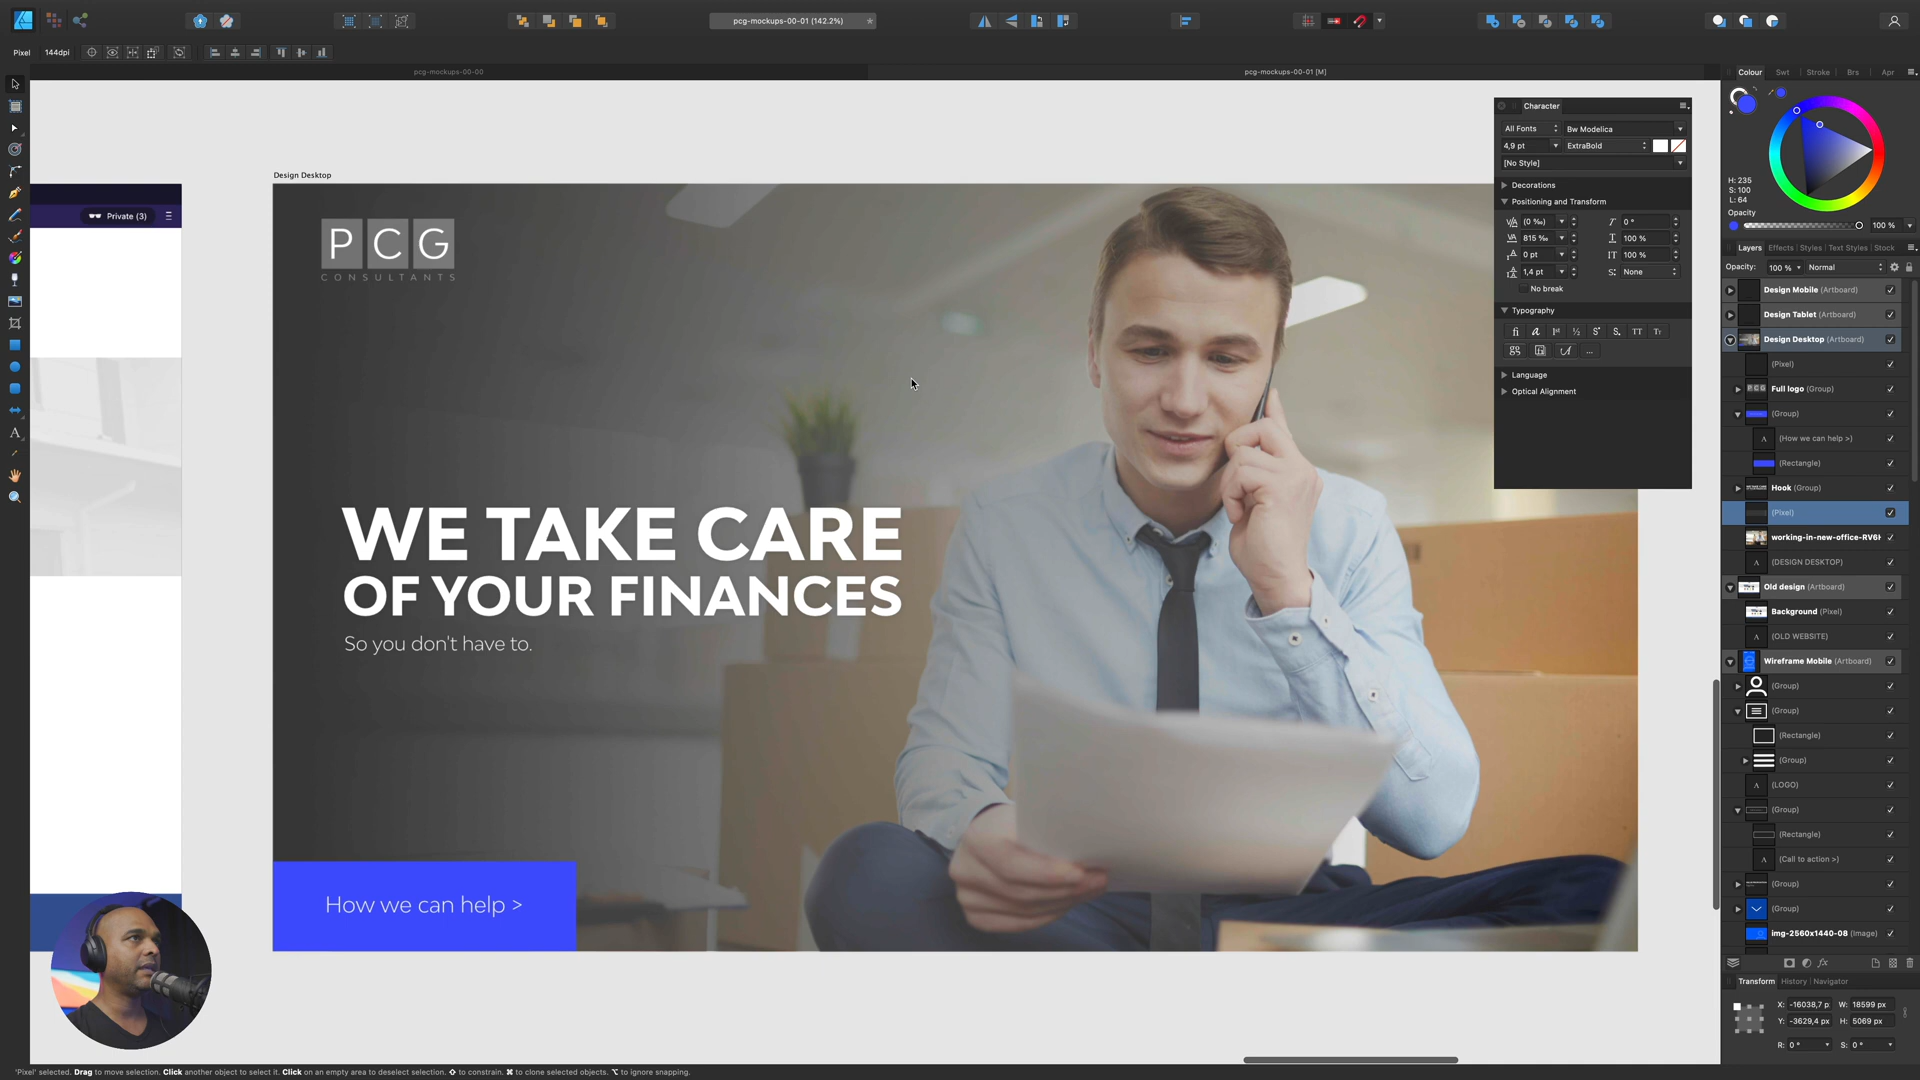 pcg-mockups-00-01 (142.2%)
Pixel
144dpi
pcg-mockups-00-00
pcg-mockups-00-01 [M]
Private (3)
Design Desktop
PCG
CONSULTANTS
WE TAKE CARE
OF YOUR FINANCES
So you don't have to.
How we can help >
Character
All Fonts
Bw Modelica
4,9 pt
ExtraBold
[No Style]
Decorations
Positioning and Transform
(0 ‰)
0 °
815 ‰
100 %
0 pt
100 %
1,4 pt
None
No break
Typography
Language
Optical Alignment
Colour
Swt
Stroke
Brs
Apr
H: 235
S: 100
L: 64
Opacity
100 %
Layers
Effects
Styles
Text Styles
Stock
Opacity:
100 %
Normal
Design Mobile (Artboard)
Design Tablet (Artboard)
Design Desktop (Artboard)
(Pixel)
Full logo (Group)
(Group)
(How we can help >)
(Rectangle)
Hook (Group)
(Pixel)
working-in-new-office-RV6H
(DESIGN DESKTOP)
Old design (Artboard)
Background (Pixel)
(OLD WEBSITE)
Wireframe Mobile (Artboard)
(Group)
(Group)
(Rectangle)
(Group)
(LOGO)
(Group)
(Rectangle)
(Call to action >)
(Group)
(Group)
img-2560x1440-08 (Image)
Transform
History
Navigator
X: -16038,7 p
W: 18599 px
Y: -3629,4 px
H: 5069 px
R: 0 °
S: 0 °
'Pixel' selected. Drag to move selection. Click another object to select it. Click on an empty area to deselect selection. ⇧ to constrain. ⌘ to clone selected objects. ⌥ to ignore snapping.